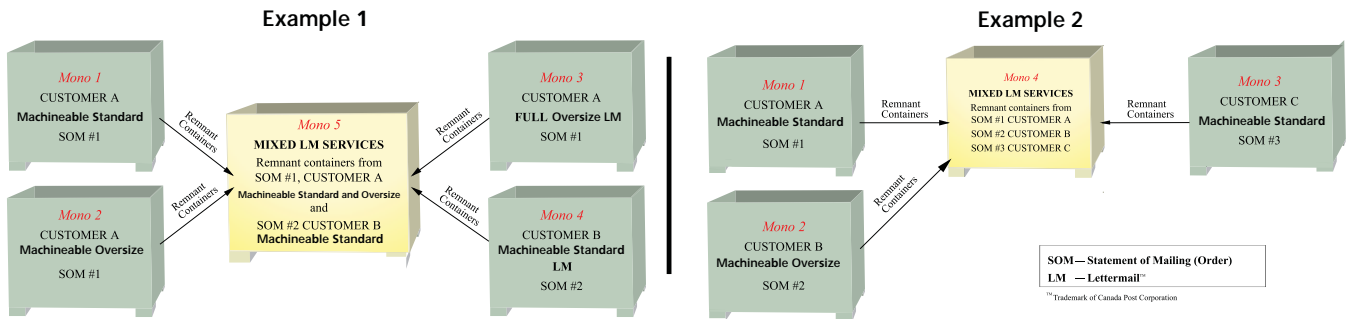 Example 1
Mono 1
CUSTOMER A
Machineable Standard
SOM #1
Remnant
Containers
Mono 2
CUSTOMER A
Machineable Oversize
SOM #1
Remnant
Containers
Mono 5
MIXED LM SERVICES
Remnant containers from
SOM #1, CUSTOMER A
Machineable Standard and Oversize
and
SOM #2 CUSTOMER B
Machineable Standard
Mono 3
CUSTOMER A
FULL Oversize LM
SOM #1
Remnant
Containers
Mono 4
CUSTOMER B
Machineable Standard
LM
SOM #2
Remnant
Containers
Example 2
Mono 1
CUSTOMER A
Machineable Standard
SOM #1
Remnant
Containers
Mono 2
CUSTOMER B
Machineable Oversize
SOM #2
Remnant
Containers
Mono 4
MIXED LM SERVICES
Remnant containers from
SOM #1 CUSTOMER A
SOM #2 CUSTOMER B
SOM #3 CUSTOMER C
Remnant
Containers
Mono 3
CUSTOMER C
Machineable Standard
SOM #3
SOM — Statement of Mailing (Order)
LM — Lettermail™
™Trademark of Canada Post Corporation